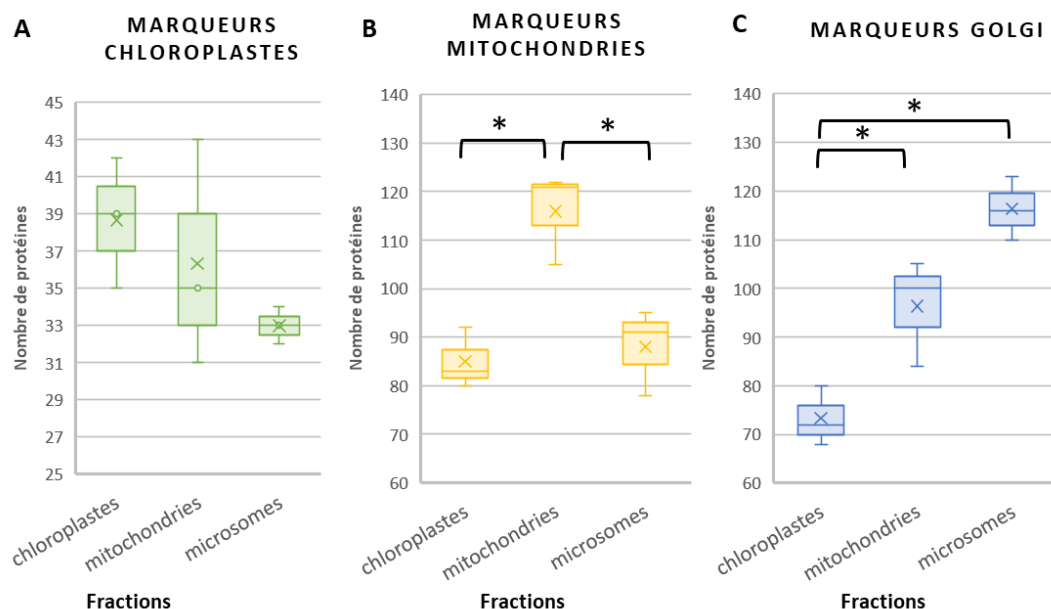 A
MARQUEURS
CHLOROPLASTES
Nombre de protéines
45
43
41
39
37
35
33
31
29
27
25
chloroplastes
mitochondries
microsomes
Fractions
B
MARQUEURS
MITOCHONDRIES
Nombre de protéines
140
130
120
110
100
90
80
70
60
*
*
chloroplastes
mitochondries
microsomes
Fractions
C
MARQUEURS GOLGI
Nombre de protéines
140
130
120
110
100
90
80
70
60
*
*
chloroplastes
mitochondries
microsomes
Fractions